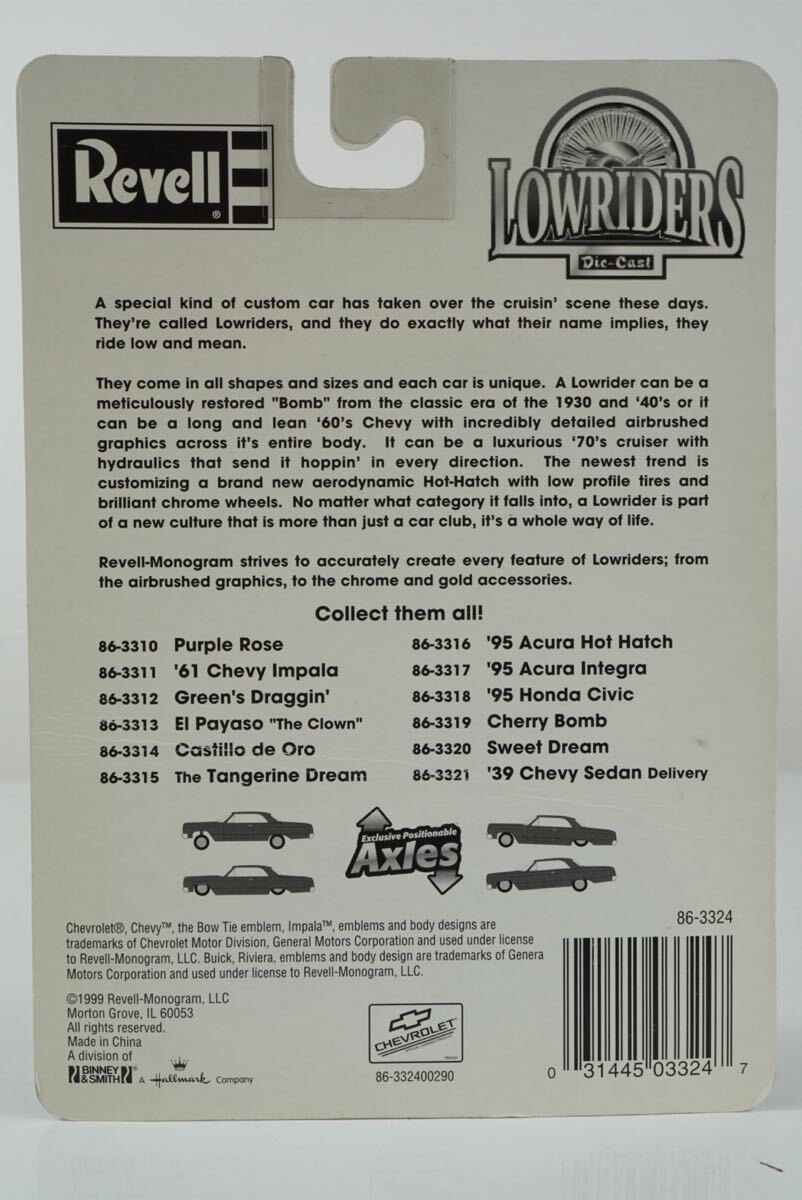 Revell
®
LOWRIDERS
Die-Cast
A special kind of custom car has taken over the cruisin' scene these days.
They're called Lowriders, and they do exactly what their name implies, they
ride low and mean.
They come in all shapes and sizes and each car is unique. A Lowrider can be a
meticulously restored "Bomb" from the classic era of the 1930 and '40's or it
can be a long and lean '60's Chevy with incredibly detailed airbrushed
graphics across it's entire body. It can be a luxurious '70's cruiser with
hydraulics that send it hoppin' in every direction. The newest trend is
customizing a brand new aerodynamic Hot-Hatch with low profile tires and
brilliant chrome wheels. No matter what category it falls into, a Lowrider is part
of a new culture that is more than just a car club, it's a whole way of life.
Revell-Monogram strives to accurately create every feature of Lowriders; from
the airbrushed graphics, to the chrome and gold accessories.
Collect them all!
86-3310 Purple Rose
86-3311 '61 Chevy Impala
86-3312 Green's Draggin'
86-3313 El Payaso "The Clown"
86-3314 Castillo de Oro
86-3315 The Tangerine Dream
86-3316 '95 Acura Hot Hatch
86-3317 '95 Acura Integra
86-3318 '95 Honda Civic
86-3319 Cherry Bomb
86-3320 Sweet Dream
86-3321 '39 Chevy Sedan Delivery
Exclusive Positionable
Axles
Chevrolet®, Chevy™, the Bow Tie emblem, Impala™, emblems and body designs are
trademarks of Chevrolet Motor Division, General Motors Corporation and used under license
to Revell-Monogram, LLC. Buick, Riviera, emblems and body design are trademarks of Genera
Motors Corporation and used under license to Revell-Monogram, LLC.
©1999 Revell-Monogram, LLC
Morton Grove, IL 60053
All rights reserved.
Made in China
A division of
BINNEY & SMITH® A Hallmark Company
CHEVROLET
86-332400290
86-3324
0 31445 03324 7